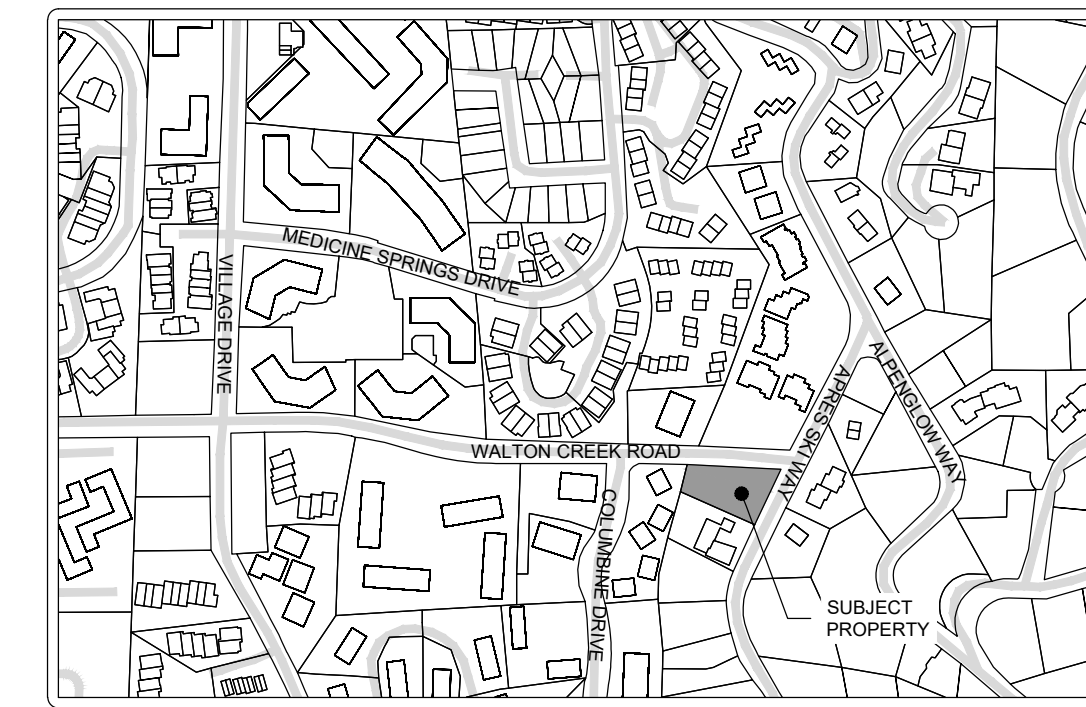 MEDICINE SPRINGS DRIVE
VILLAGE DRIVE
ALPENGLOW WAY
APRES SKI WAY
WALTON CREEK ROAD
COLUMBINE DRIVE
SUBJECT
PROPERTY